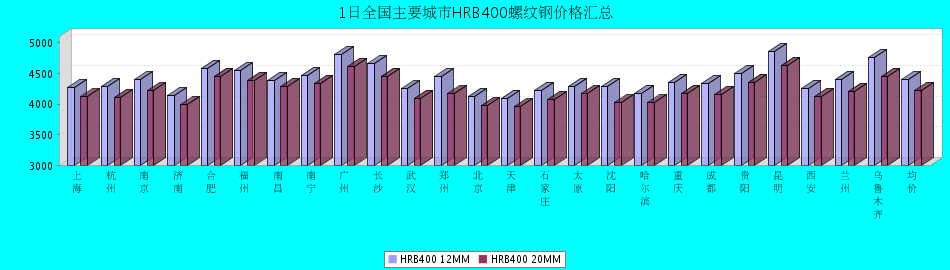 1日全国主要城市HRB400螺纹钢价格汇总
5000
4500
4000
3500
3000
上海 杭州 南京 济南 合肥 福州 南昌 南宁 广州 长沙 武汉 郑州 北京 天津 石家庄 太原 沈阳 哈尔滨 重庆 成都 贵阳 昆明 西安 兰州 乌鲁木齐 均价
HRB400 12MM HRB400 20MM